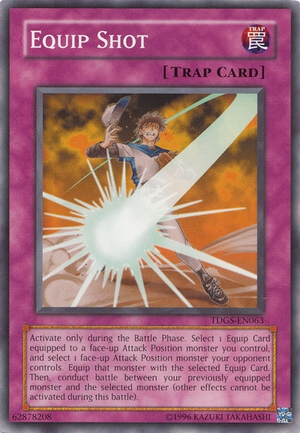 EQUIP SHOT
TRAP
罠
[TRAP CARD]
TDGS-EN063
Activate only during the Battle Phase. Select 1 Equip Card
equipped to a face-up Attack Position monster you control,
and select 1 face-up Attack Position monster your opponent
controls. Equip that monster with the selected Equip Card.
Then, conduct battle between your previously equipped
monster and the selected monster (other effects cannot be
activated during this battle).
62878208
©1996 KAZUKI TAKAHASHI